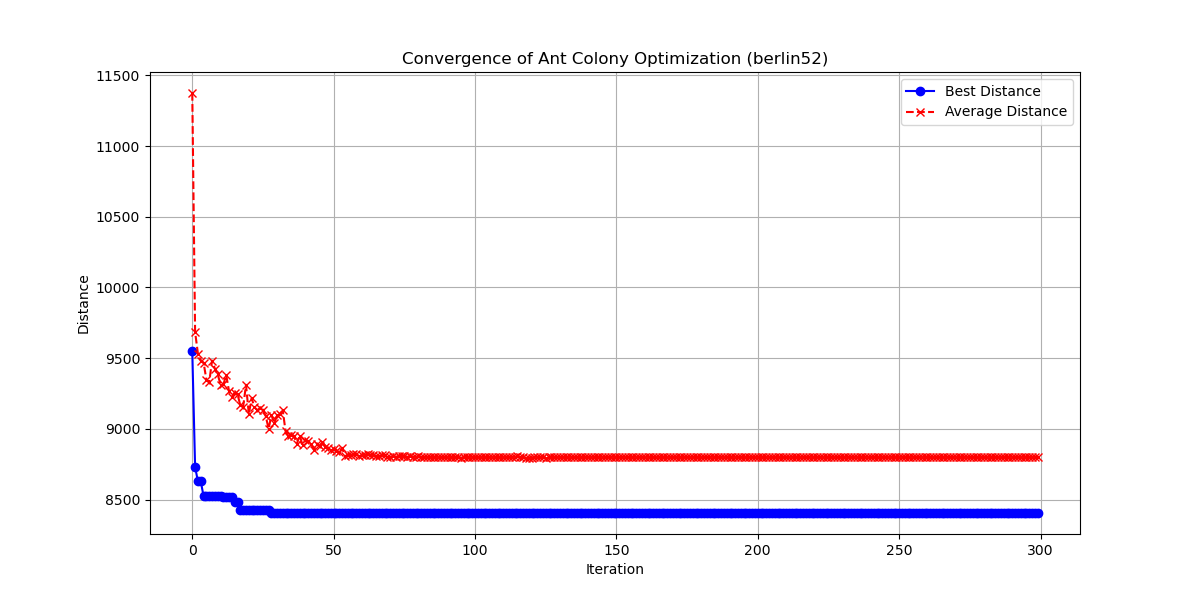 Convergence of Ant Colony Optimization (berlin52)
Best Distance
Average Distance
11500
11000
10500
10000
9500
9000
8500
Distance
0 50 100 150 200 250 300
Iteration